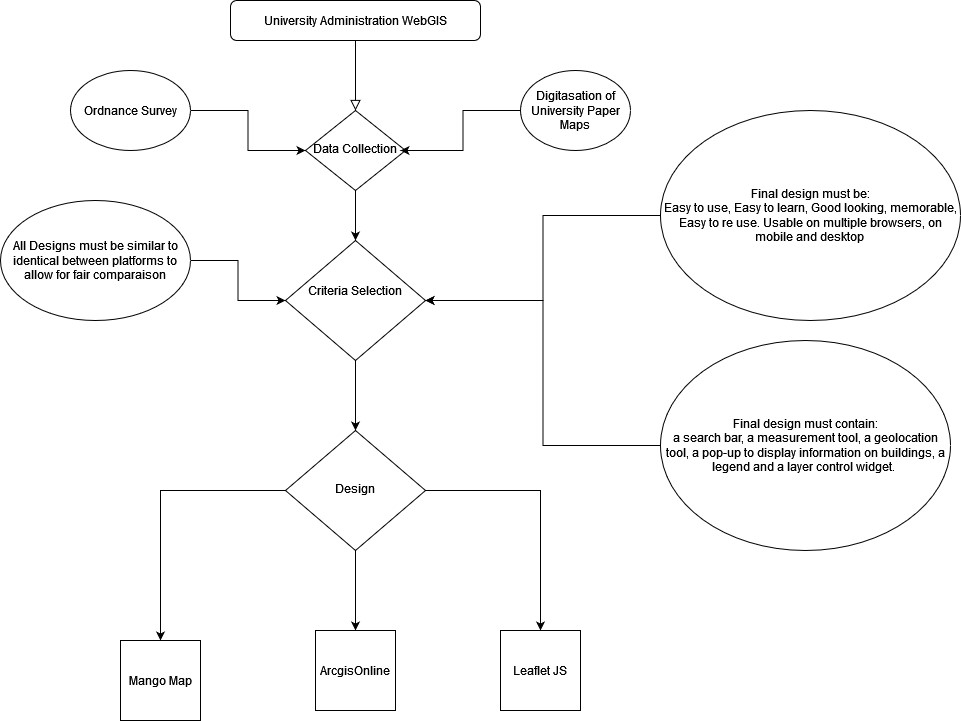 University Administration WebGIS
Ordnance Survey
Digitasation of
University Paper
Maps
Data Collection
Final design must be:
Easy to use, Easy to learn, Good looking, memorable,
Easy to re use. Usable on multiple browsers, on
mobile and desktop
All Designs must be similar to
identical between platforms to
allow for fair comparaison
Criteria Selection
Final design must contain:
a search bar, a measurement tool, a geolocation
tool, a pop-up to display information on buildings, a
legend and a layer control widget.
Design
Mango Map
ArcgisOnline
Leaflet JS